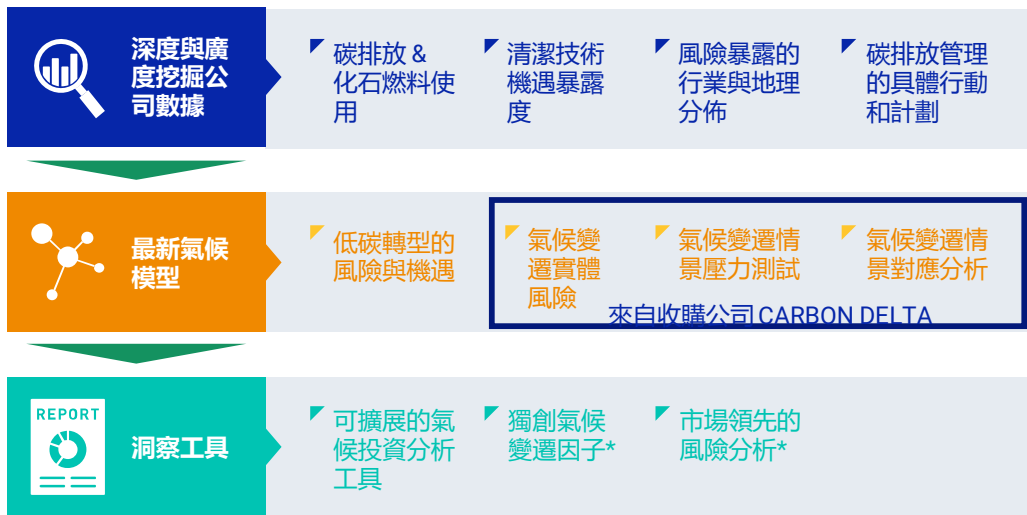 深度與廣
度挖掘公
司數據
碳排放 &
化石燃料使
用
清潔技術
機遇暴露
度
風險暴露的
行業與地理
分佈
碳排放管理
的具體行動
和計劃
最新氣候
模型
低碳轉型的
風險與機遇
氣候變
遷實體
風險
氣候變遷情
景壓力測試
氣候變遷情
景對應分析
來自收購公司 CARBON DELTA
REPORT
洞察工具
可擴展的氣
候投資分析
工具
獨創氣候
變遷因子*
市場領先的
風險分析*